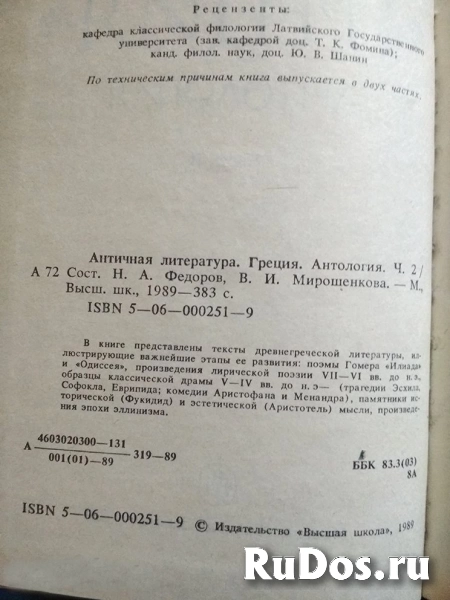 Рецензенты:
кафедра классической филологии Латвийского Государственного
университета (зав. кафедрой доц. Т. К. Фомина);
канд. филол. наук, доц. Ю. В. Шанин
По техническим причинам книга выпускается в двух частях.
Античная литература. Греция. Антология. Ч. 2/
А 72 Сост. Н. А. Федоров, В. И. Мирошенкова. — М.,
Высш. шк., 1989—383 с.
ISBN 5—06—000251—9
В книге представлены тексты древнегреческой литературы, ил-
люстрирующие важнейшие этапы ее развития: поэмы Гомера «Илиада»
и «Одиссея», произведения лирической поэзии VII—VI вв. до н. э.,
образцы классической драмы V—IV вв. до н. э— (трагедии Эсхила,
Софокла, Еврипида; комедии Аристофана и Менандра), памятники ис-
торической (Фукидид) и эстетической (Аристотель) мысли, произведе-
ния эпохи эллинизма.
А 4603020300—131
001(01)—89 319—89
ББК 83.3(03)
8А
ISBN 5—06—000251—9 © Издательство «Высшая школа», 1989
RuDos.ru